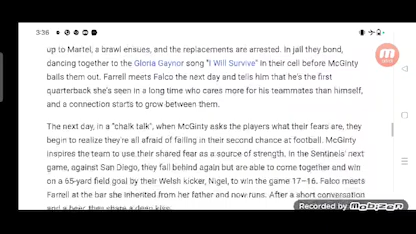 3:36
up to Martel, a brawl ensues, and the replacements are arrested. In jail they bond,
dancing together to the Gloria Gaynor song "I Will Survive" in their cell before McGinty
bails them out. Farrell meets Falco the next day and tells him that he's the first
quarterback she's seen in a long time who cares more for his teammates than himself,
and a connection starts to grow between them.
The next day, in a "chalk talk", when McGinty asks the players what their fears are, they
begin to realize they're all afraid of failing in their second chance at football. McGinty
inspires the team to use their shared fear as a source of strength. In the Sentinels' next
game, against San Diego, they fall behind again but are able to come together and win
on a 65-yard field goal by their Welsh kicker, Nigel, to win the game 17–16. Falco meets
Farrell at the bar she inherited from her father and now runs. After a short conversation
and a beer, they share a deep kiss.
Recorded by Mobizen